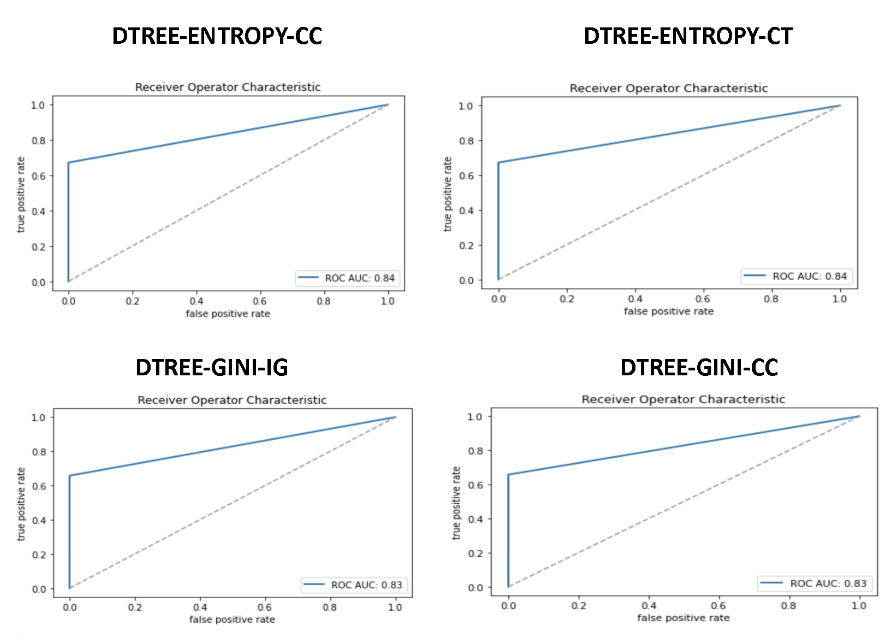 DTREE-ENTROPY-CC
Receiver Operator Characteristic
1.0
0.8
0.6
0.4
0.2
0.0
true positive rate
ROC AUC: 0.84
0.0 0.2 0.4 0.6 0.8 1.0
false positive rate
DTREE-ENTROPY-CT
Receiver Operator Characteristic
1.0
0.8
0.6
0.4
0.2
0.0
true positive rate
ROC AUC: 0.84
0.0 0.2 0.4 0.6 0.8 1.0
false positive rate
DTREE-GINI-IG
Receiver Operator Characteristic
1.0
0.8
0.6
0.4
0.2
0.0
true positive rate
ROC AUC: 0.83
0.0 0.2 0.4 0.6 0.8 1.0
false positive rate
DTREE-GINI-CC
Receiver Operator Characteristic
1.0
0.8
0.6
0.4
0.2
0.0
true positive rate
ROC AUC: 0.83
0.0 0.2 0.4 0.6 0.8 1.0
false positive rate